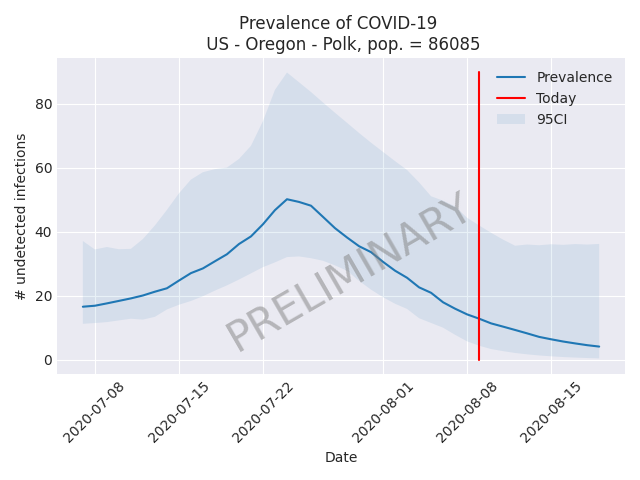 Prevalence of COVID-19
US - Oregon - Polk, pop. = 86085
Prevalence
Today
95CI
PRELIMINARY
# undetected infections
80
60
40
20
0
2020-07-08
2020-07-15
2020-07-22
2020-08-01
2020-08-08
2020-08-15
Date